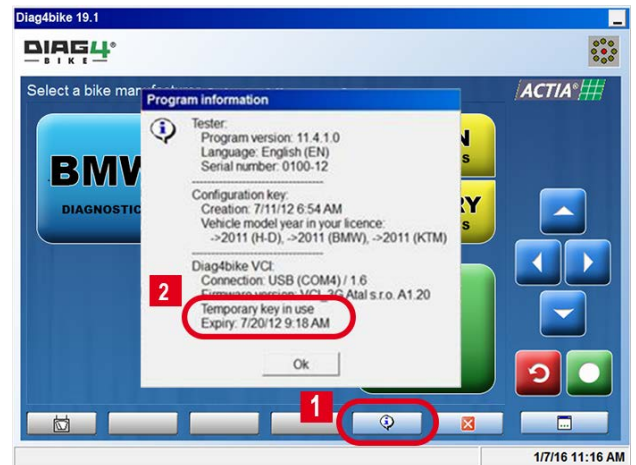 Diag4bike 19.1
DIAG4®
BIKE
Select a bike man
ACTIA®
Program information
Tester:
Program version: 11.4.1.0
Language: English (EN)
Serial number: 0100-12
Configuration key:
Creation: 7/11/12 6:54 AM
Vehicle model year in your licence:
->2011 (H-D), ->2011 (BMW), ->2011 (KTM)
Diag4bike VCI:
Connection: USB (COM4) / 1.6
Firmware version: VCI_2G Atal s.r.o. A1.20
Temporary key in use
Expiry: 7/20/12 9:18 AM
Ok
BMW
DIAGNOSTIC
N
S
RY
S
2
1
1/7/16 11:16 AM